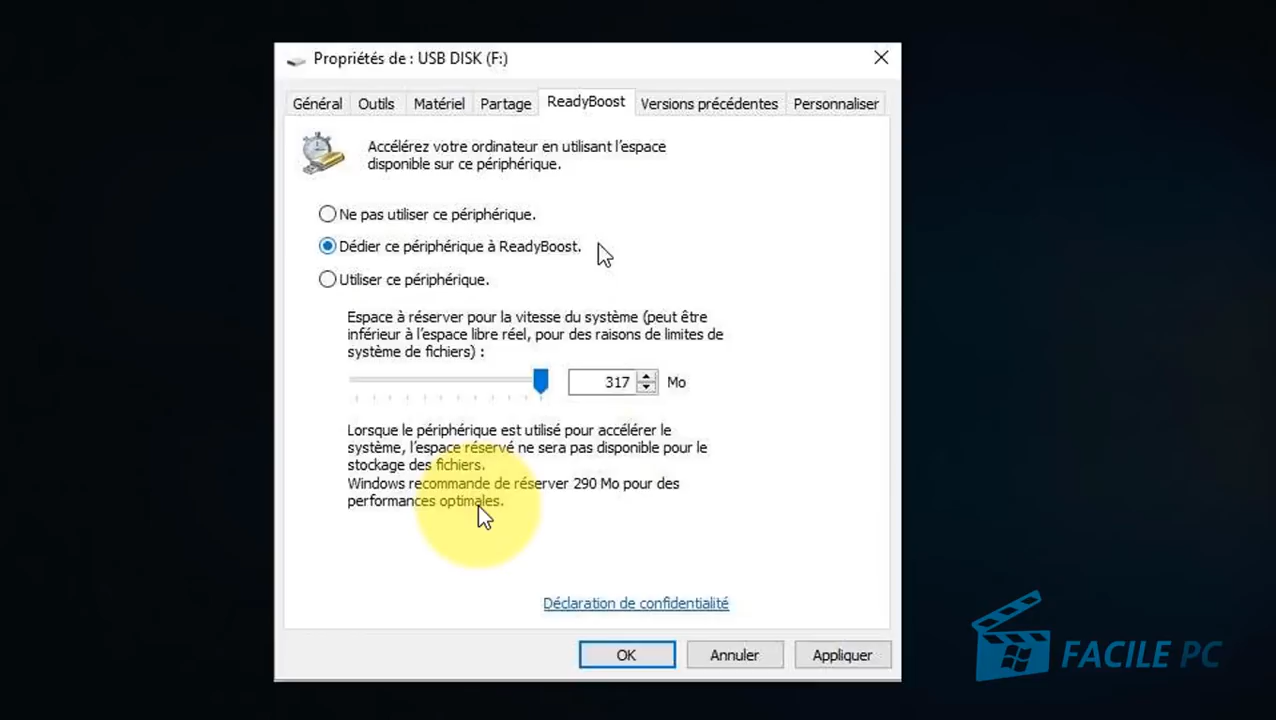 Propriétés de : USB DISK (F:)
Général Outils Matériel Partage ReadyBoost Versions précédentes Personnaliser
Accélérez votre ordinateur en utilisant l'espace
disponible sur ce périphérique.
Ne pas utiliser ce périphérique.
Dédier ce périphérique à ReadyBoost.
Utiliser ce périphérique.
Espace à réserver pour la vitesse du système (peut être
inférieur à l'espace libre réel, pour des raisons de limites de
système de fichiers) :
317 Mo
Lorsque le périphérique est utilisé pour accélérer le
système, l'espace réservé ne sera pas disponible pour le
stockage des fichiers.
Windows recommande de réserver 290 Mo pour des
performances optimales.
Déclaration de confidentialité
OK Annuler Appliquer
FACILE PC